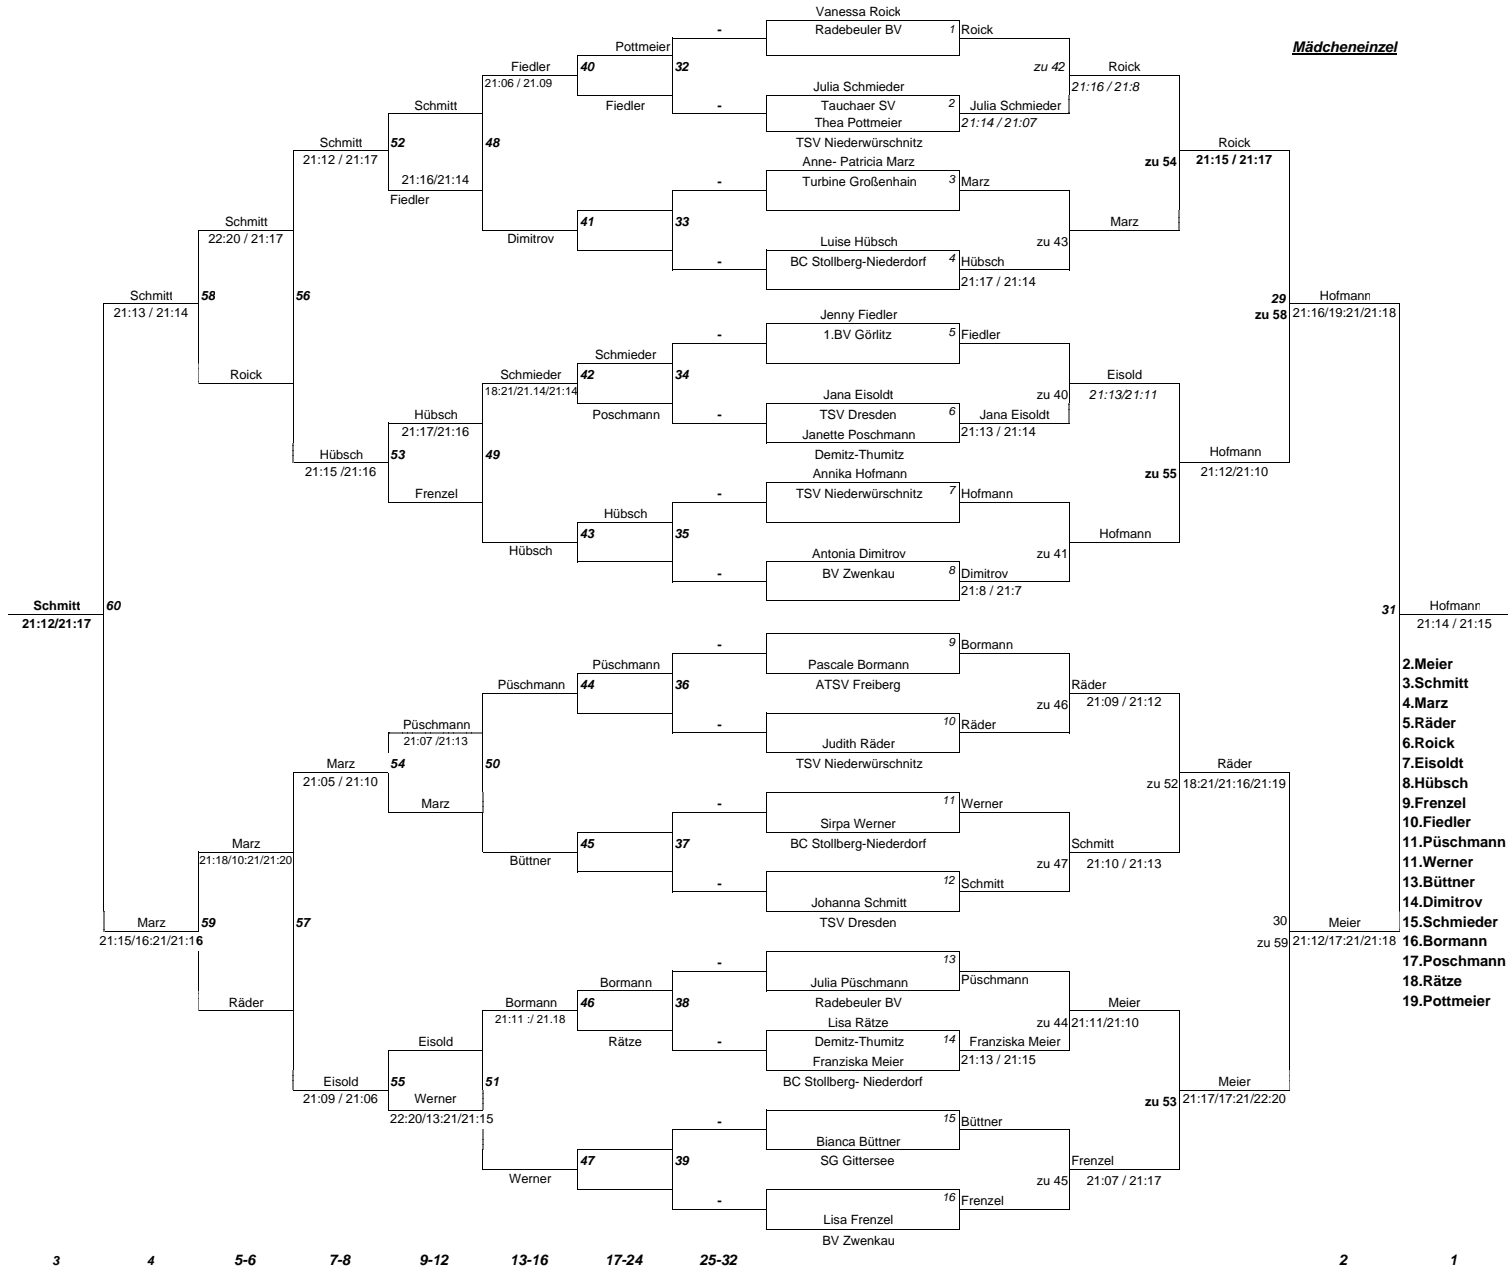 Vanessa Roick
- Radebeuler BV 1 Roick
Mädcheneinzel
Pottmeier
Fiedler 40 32 zu 42 Roick
21:06 / 21.09 Julia Schmieder 21:16 / 21:8
Schmitt Fiedler - Tauchaer SV 2 Julia Schmieder
Thea Pottmeier 21:14 / 21:07
Schmitt 52 48 TSV Niederwürschnitz Roick
21:12 / 21:17 Anne- Patricia Marz zu 54 21:15 / 21:17
21:16/21:14 - Turbine Großenhain 3 Marz
Fiedler
Schmitt 41 33 Marz
22:20 / 21:17 Dimitrov Luise Hübsch zu 43
- BC Stollberg-Niederdorf 4 Hübsch
21:17 / 21:14
Schmitt 58 56 29 Hofmann
21:13 / 21:14 Jenny Fiedler zu 58 21:16/19:21/21:18
- 1.BV Görlitz 5 Fiedler
Schmieder
Roick Schmieder 42 34 Eisold
18:21/21.14/21:14 Jana Eisoldt zu 40 21:13/21:11
Hübsch Poschmann - TSV Dresden 6 Jana Eisoldt
21:17/21:16 Janette Poschmann 21:13 / 21:14
Hübsch 53 49 Demitz-Thumitz Hofmann
21:15 /21:16 Annika Hofmann zu 55 21:12/21:10
Frenzel - TSV Niederwürschnitz 7 Hofmann
Hübsch
43 35 Hofmann
Hübsch Antonia Dimitrov zu 41
- BV Zwenkau 8 Dimitrov
21:8 / 21:7
Schmitt 60 31 Hofmann
21:12/21:17 21:14 / 21:15
- 9 Bormann
Püschmann Pascale Bormann 2.Meier
Püschmann 44 36 ATSV Freiberg Räder 3.Schmitt
zu 46 21:09 / 21:12 4.Marz
Püschmann - 10 Räder 5.Räder
21:07 /21:13 Judith Räder 6.Roick
Marz 54 50 TSV Niederwürschnitz Räder 7.Eisoldt
21:05 / 21:10 zu 52 18:21/21:16/21:19 8.Hübsch
Marz - 11 Werner 9.Frenzel
Sirpa Werner 10.Fiedler
Marz 45 37 BC Stollberg-Niederdorf Schmitt 11.Püschmann
21:18/10:21/21:20 Büttner zu 47 21:10 / 21:13 11.Werner
- 12 Schmitt 13.Büttner
Johanna Schmitt 14.Dimitrov
Marz 59 57 TSV Dresden 30 Meier 15.Schmieder
21:15/16:21/21:16 zu 59 21:12/17:21/21:18 16.Bormann
- 13 17.Poschmann
Bormann Julia Püschmann Püschmann 18.Rätze
Räder Bormann 46 38 Radebeuler BV Meier 19.Pottmeier
21:11 :/ 21.18 Lisa Rätze zu 44 21:11/21:10
Eisold Rätze - Demitz-Thumitz 14 Franziska Meier
Franziska Meier 21:13 / 21:15
Eisold 55 51 BC Stollberg- Niederdorf Meier
21:09 / 21:06 Werner zu 53 21:17/17:21/22:20
22:20/13:21/21:15 - 15 Büttner
Bianca Büttner
47 39 SG Gittersee Frenzel
Werner zu 45 21:07 / 21:17
- 16 Frenzel
Lisa Frenzel
BV Zwenkau
3 4 5-6 7-8 9-12 13-16 17-24 25-32 2 1